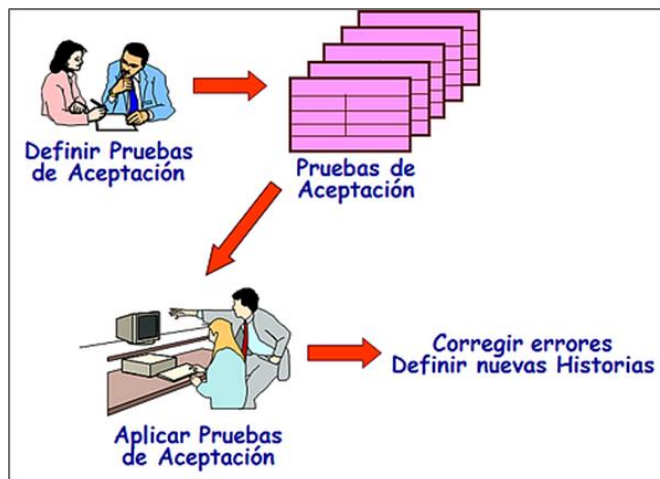 Definir Pruebas
de Aceptación
Pruebas de
Aceptación
Corregir errores
Definir nuevas Historias
Aplicar Pruebas
de Aceptación